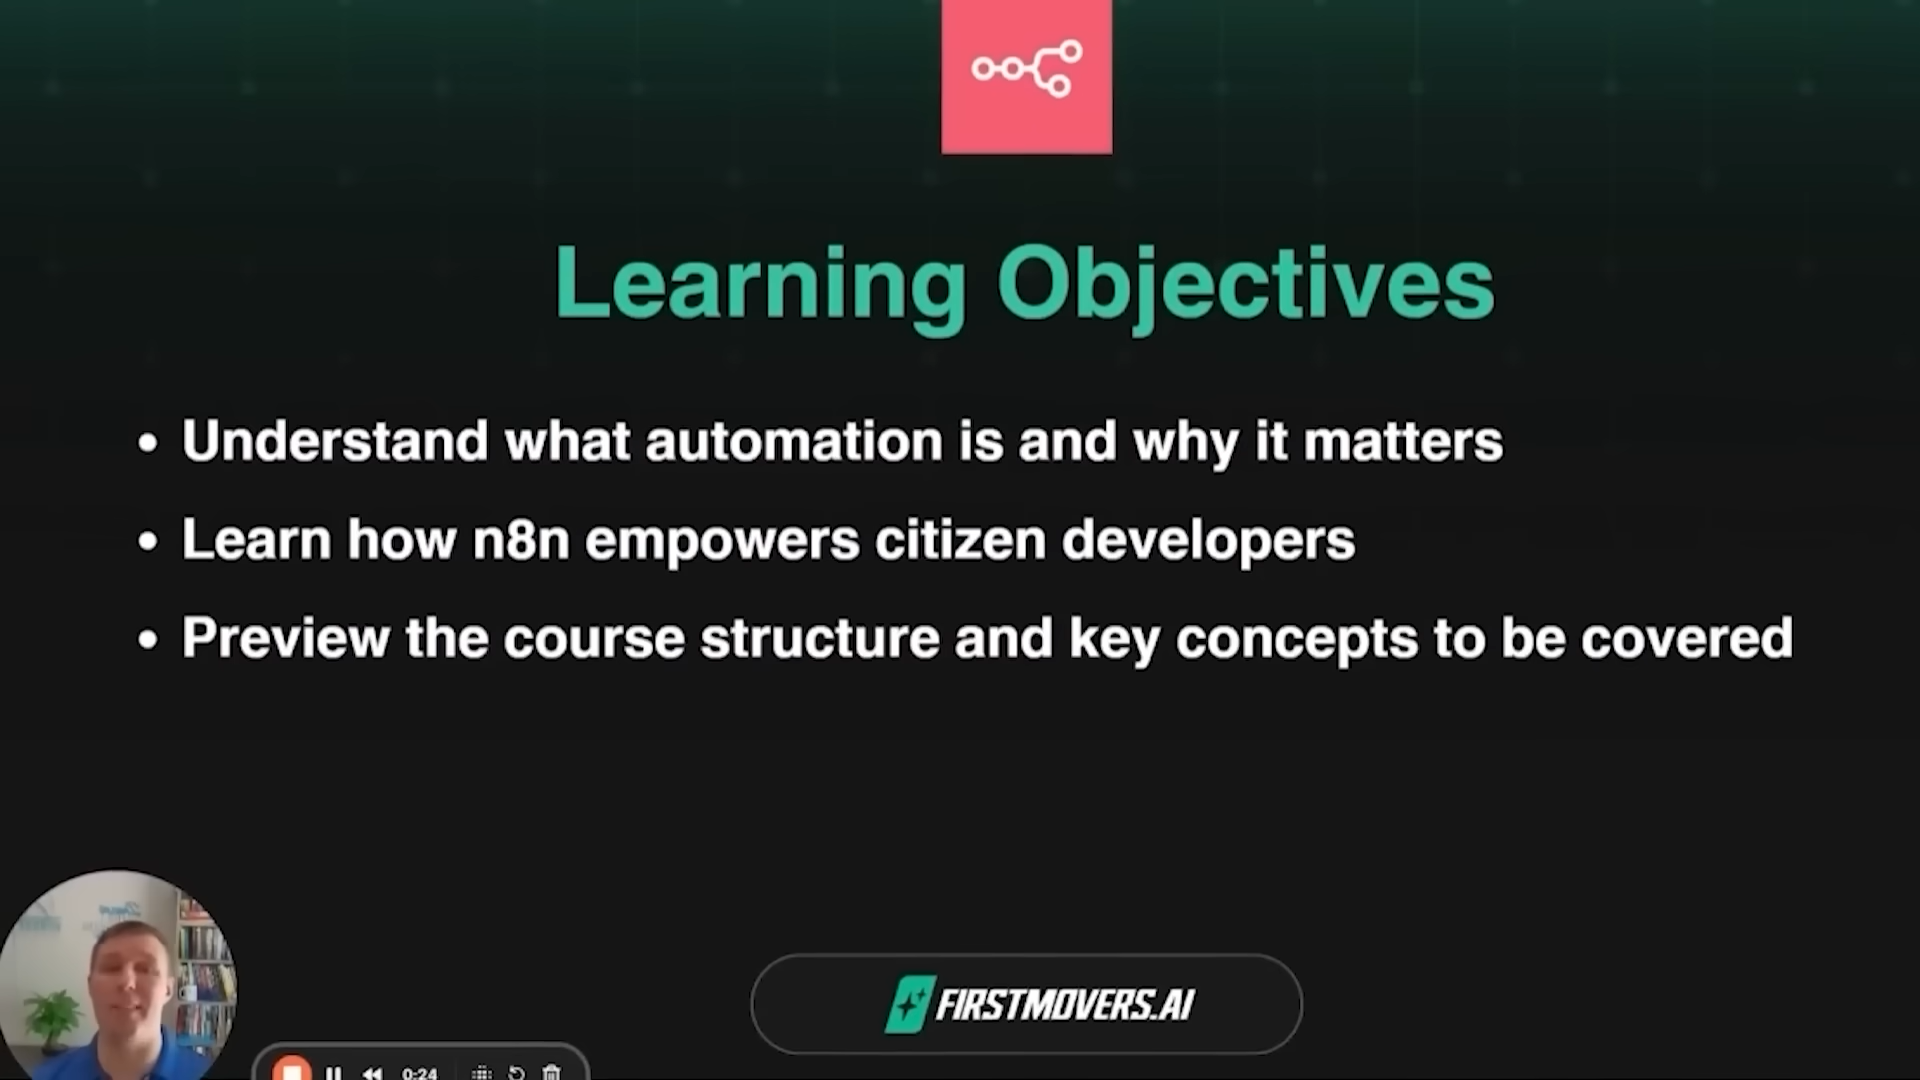 Learning Objectives
• Understand what automation is and why it matters
• Learn how n8n empowers citizen developers
• Preview the course structure and key concepts to be covered
FIRSTMOVERS.AI
0:24